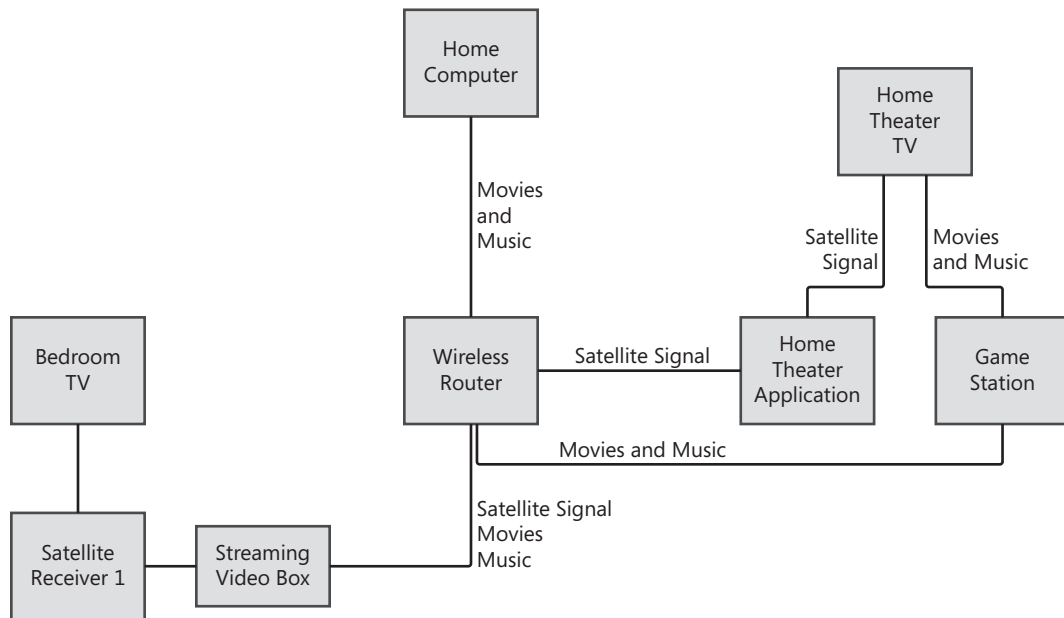 Home
Computer
Home
Theater
TV
Movies
and
Music
Satellite
Signal
Movies
and Music
Bedroom
TV
Wireless
Router
Satellite Signal
Home
Theater
Application
Game
Station
Movies and Music
Satellite Signal
Movies
Music
Satellite
Receiver 1
Streaming
Video Box